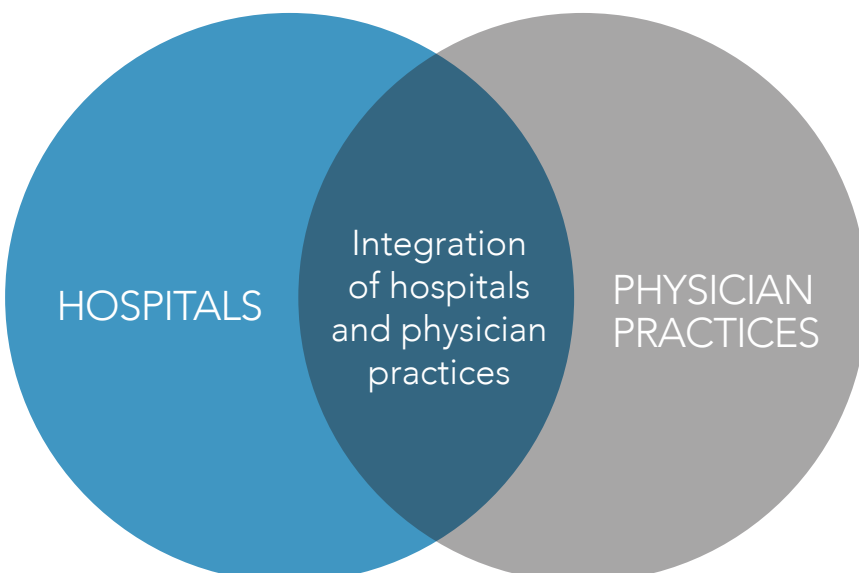 HOSPITALS
Integration
of hospitals
and physician
practices
PHYSICIAN
PRACTICES